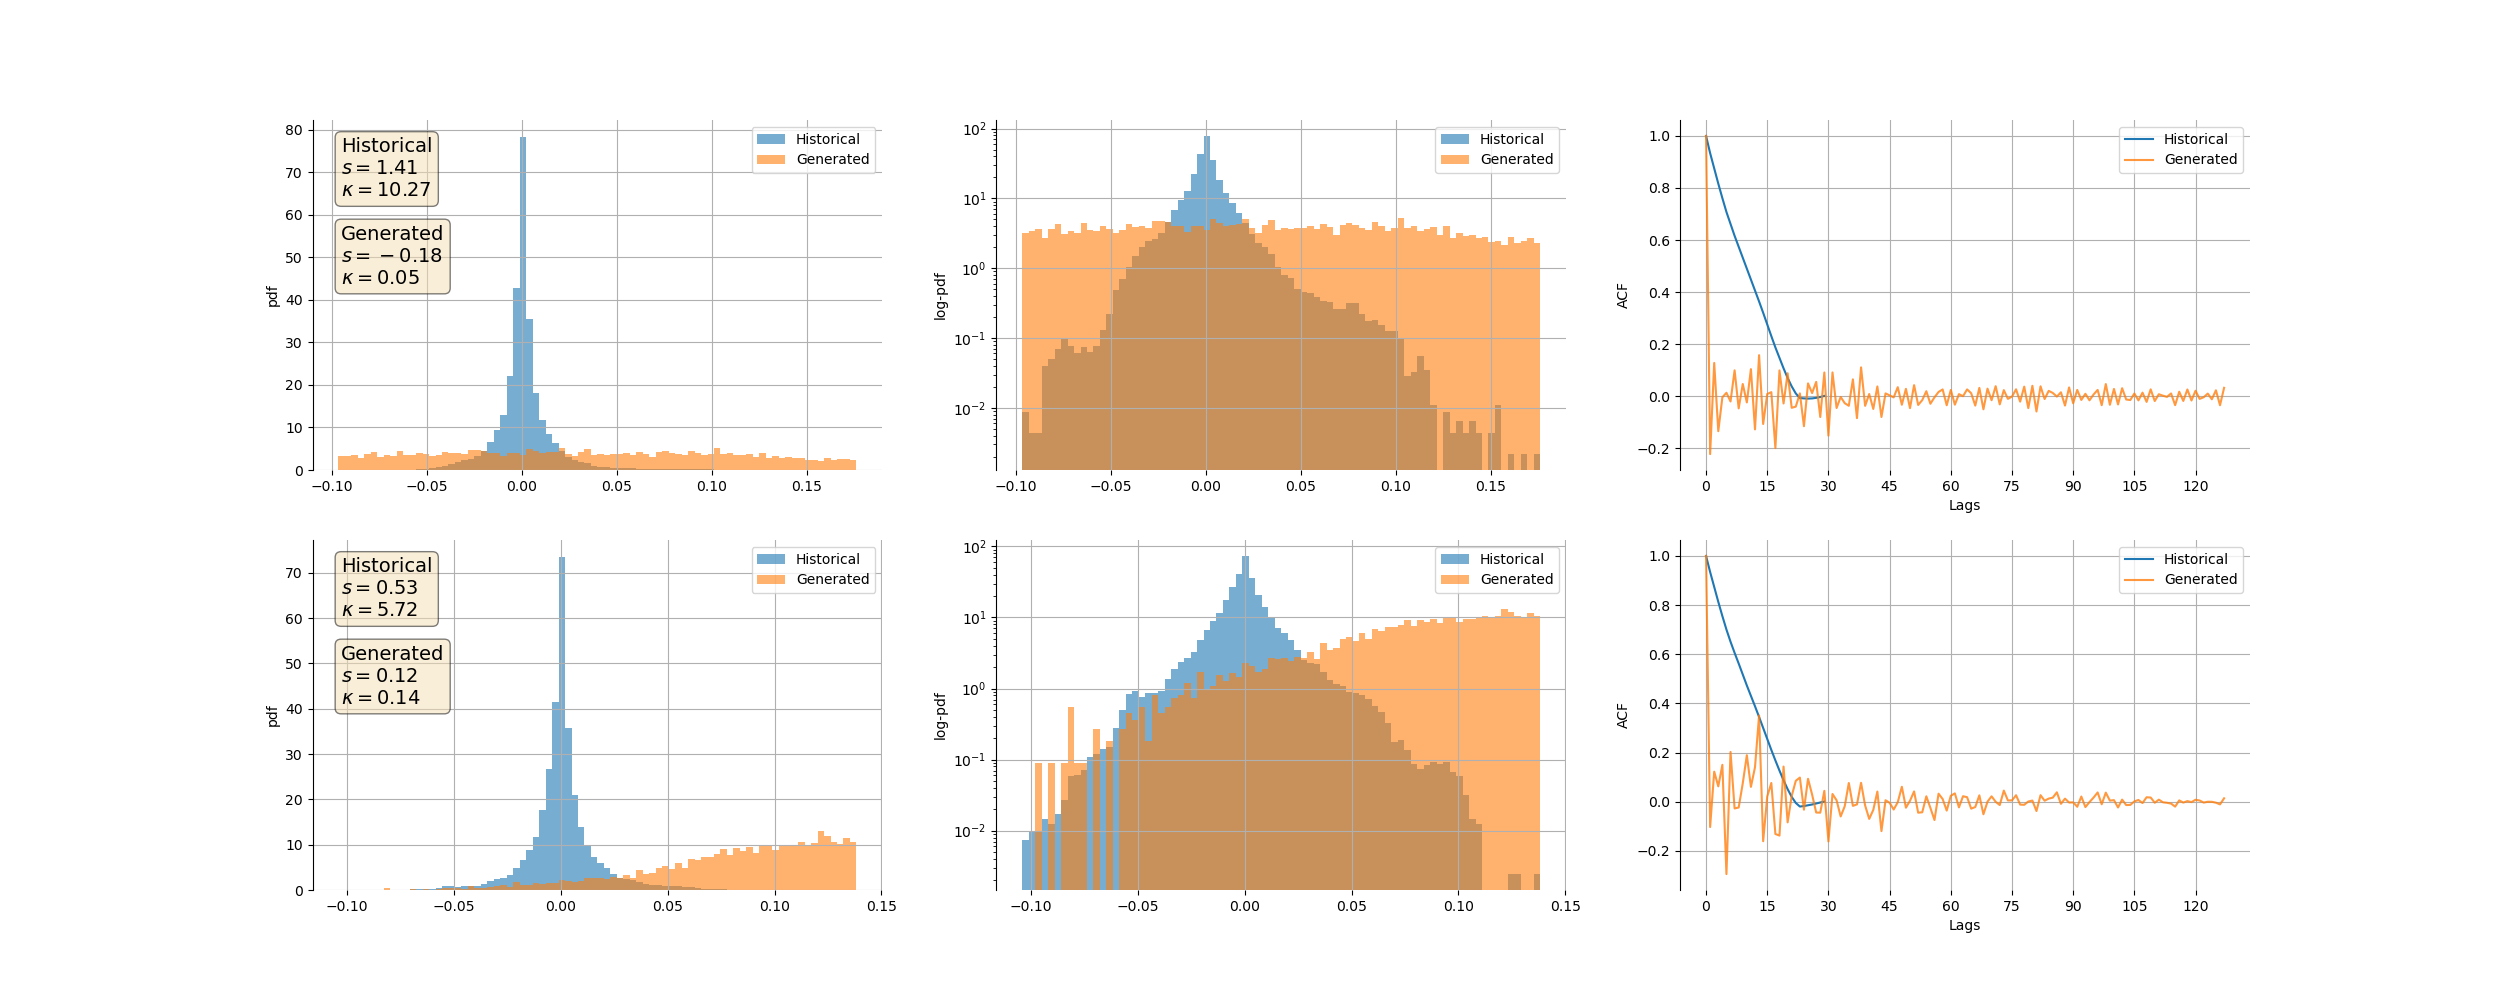 80
70
60
50
40
30
20
10
0
pdf
−0.10
−0.05
0.00
0.05
0.10
0.15
Historical
s = 1.41
κ = 10.27
Generated
s = −0.18
κ = 0.05
Historical
Generated
10²
10¹
10⁰
10⁻¹
10⁻²
log-pdf
−0.10
−0.05
0.00
0.05
0.10
0.15
Historical
Generated
1.0
0.8
0.6
0.4
0.2
0.0
−0.2
ACF
0
15
30
45
60
75
90
105
120
Lags
Historical
Generated
70
60
50
40
30
20
10
0
pdf
−0.10
−0.05
0.00
0.05
0.10
0.15
Historical
s = 0.53
κ = 5.72
Generated
s = 0.12
κ = 0.14
Historical
Generated
10²
10¹
10⁰
10⁻¹
10⁻²
log-pdf
−0.10
−0.05
0.00
0.05
0.10
0.15
Historical
Generated
1.0
0.8
0.6
0.4
0.2
0.0
−0.2
ACF
0
15
30
45
60
75
90
105
120
Lags
Historical
Generated